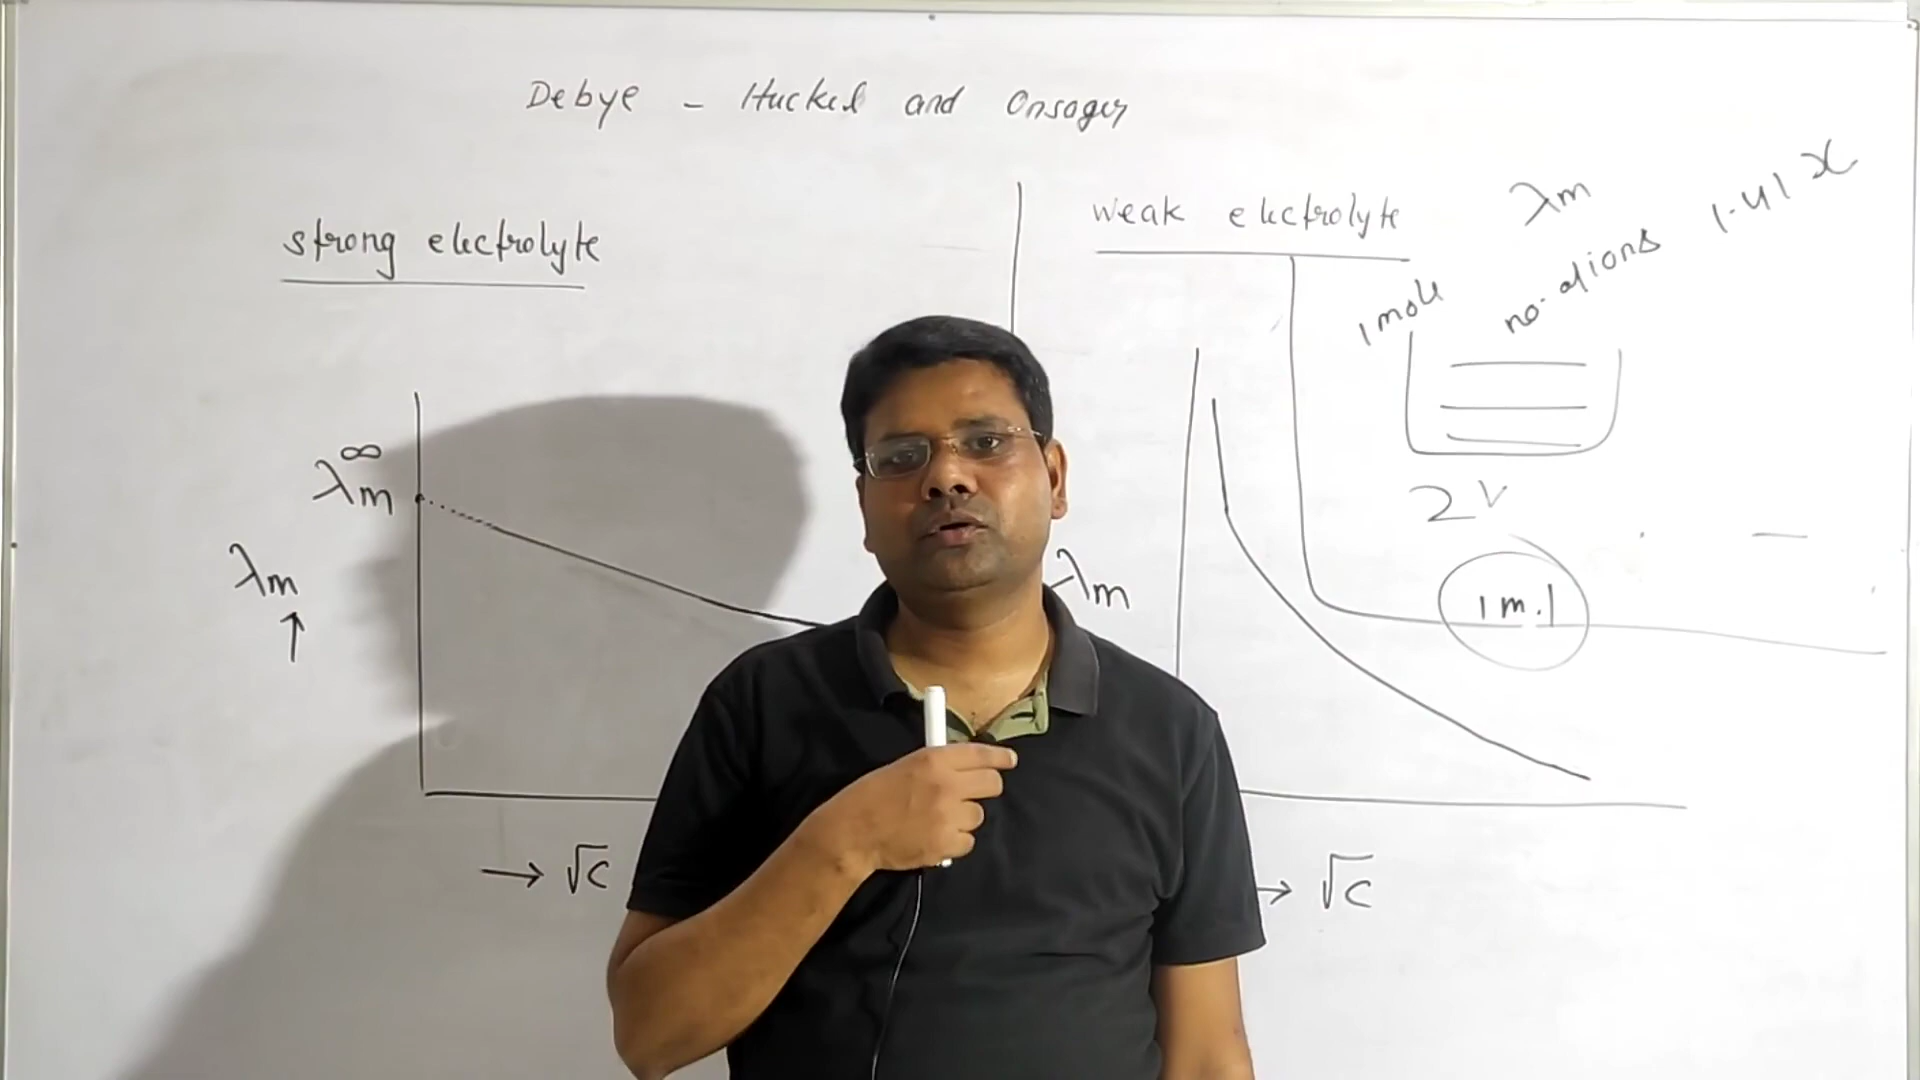 Debye - Huckel and Onsager
strong electrolyte
λm^∞
λm
↑
→ √c
weak electrolyte
λm
1 mole
no. of ions 1.41 x
2 V
1 m.l
λm
→ √c